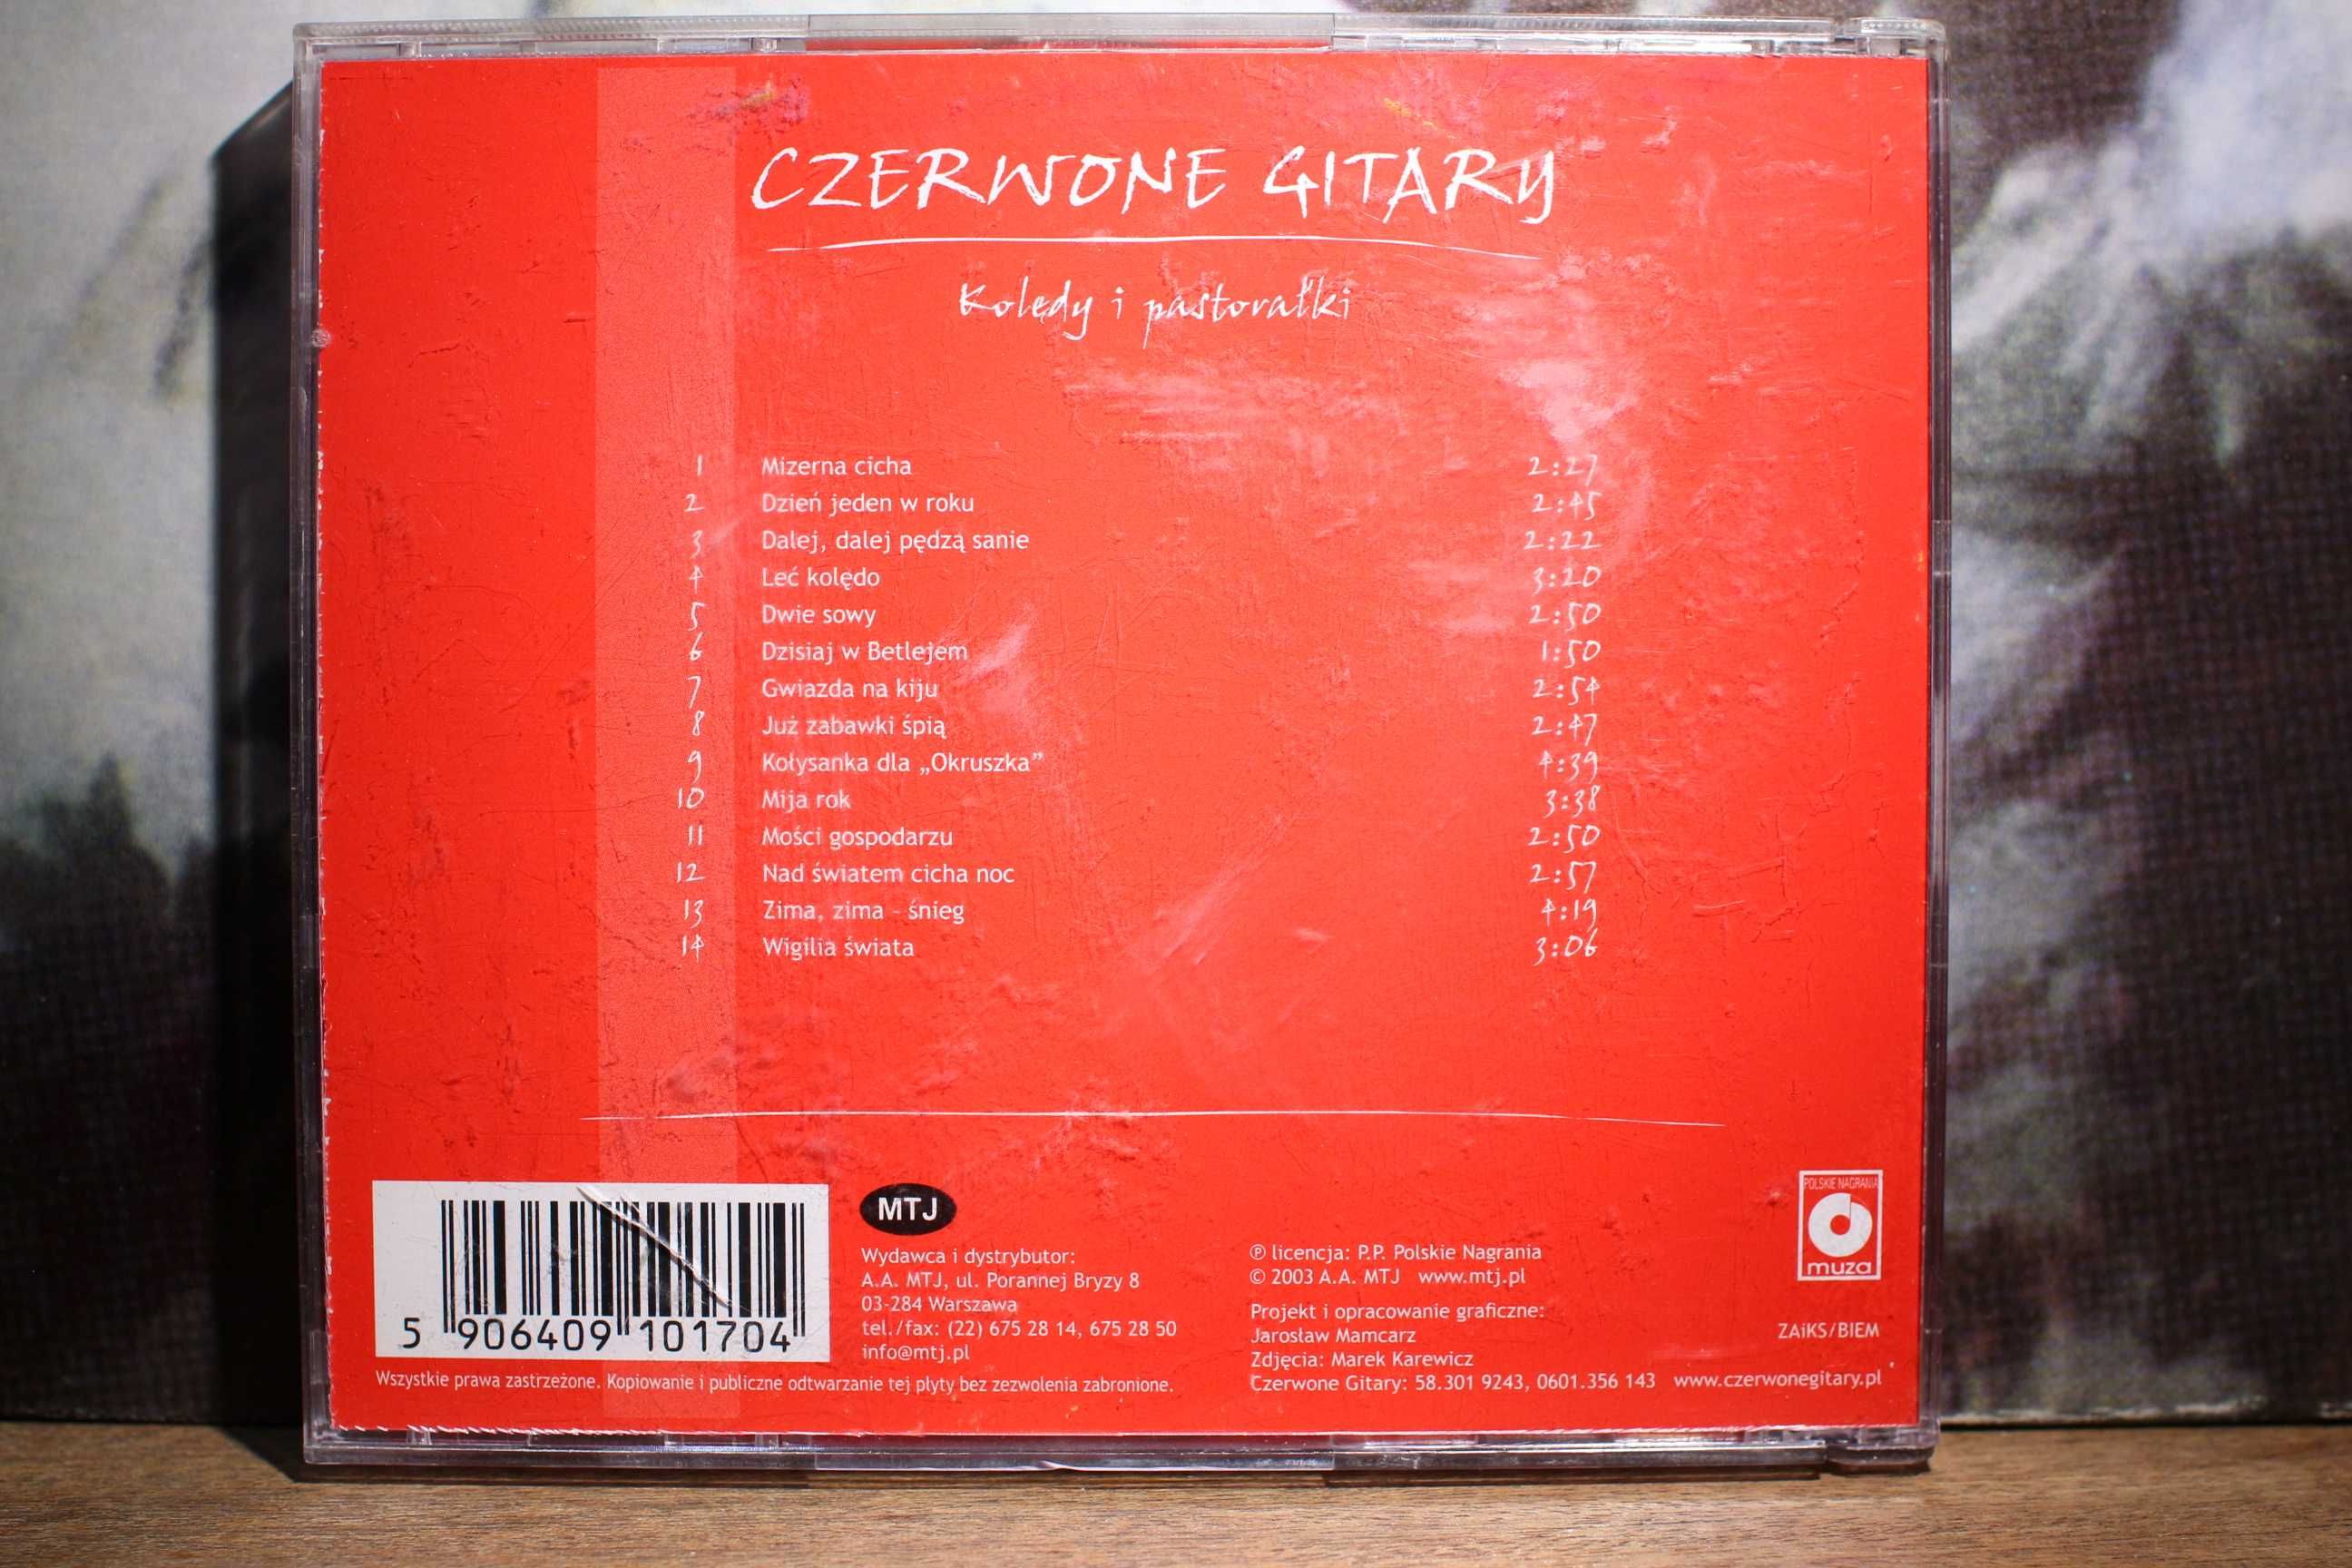 CZERWONE GITARY
Kolędy i pastorałki
1 Mizerna cicha 2:27
2 Dzień jeden w roku 2:45
3 Dalej, dalej pędzą sanie 2:22
4 Leć kolędo 3:20
5 Dwie sowy 2:50
6 Dzisiaj w Betlejem 1:50
7 Gwiazda na kiju 2:54
8 Już zabawki śpią 2:47
9 Kołysanka dla „Okruszka” 4:39
10 Mija rok 3:38
11 Mości gospodarzu 2:50
12 Nad światem cicha noc 2:57
13 Zima, zima - śnieg 4:19
14 Wigilia świata 3:06
5 906409 101704
MTJ
Wydawca i dystrybutor:
A.A. MTJ, ul. Porannej Bryzy 8
03-284 Warszawa
tel./fax: (22) 675 28 14, 675 28 50
info@mtj.pl
Wszystkie prawa zastrzeżone. Kopiowanie i publiczne odtwarzanie tej płyty bez zezwolenia zabronione.
℗ licencja: P.P. Polskie Nagrania
© 2003 A.A. MTJ www.mtj.pl
Projekt i opracowanie graficzne:
Jarosław Mamcarz
Zdjęcia: Marek Karewicz
Czerwone Gitary: 58.301 9243, 0601.356 143 www.czerwonegitary.pl
POLSKIE NAGRANIA
muza
ZAiKS/BIEM